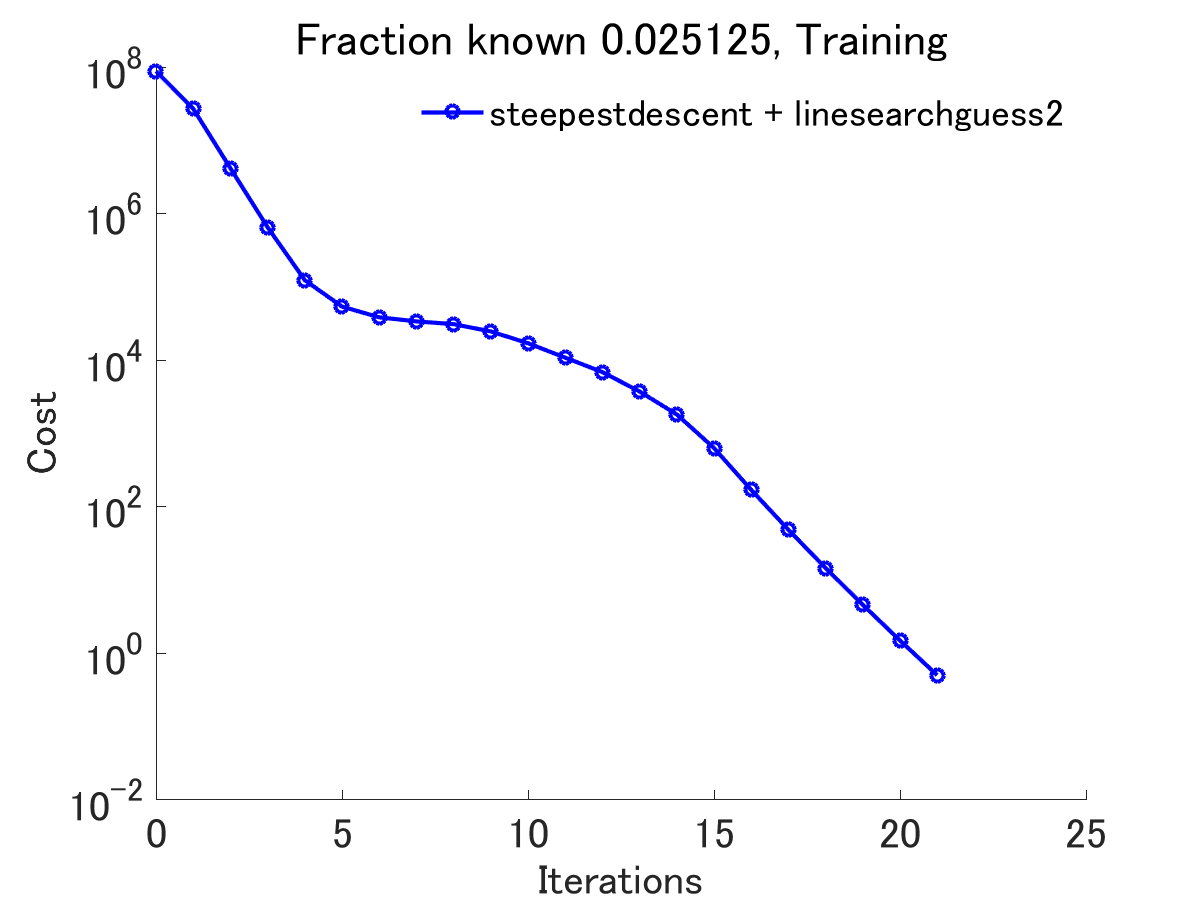 Fraction known 0.025125, Training
steepestdescent + linesearchguess2
10^8
10^6
10^4
10^2
10^0
10^-2
Cost
0 5 10 15 20 25
Iterations